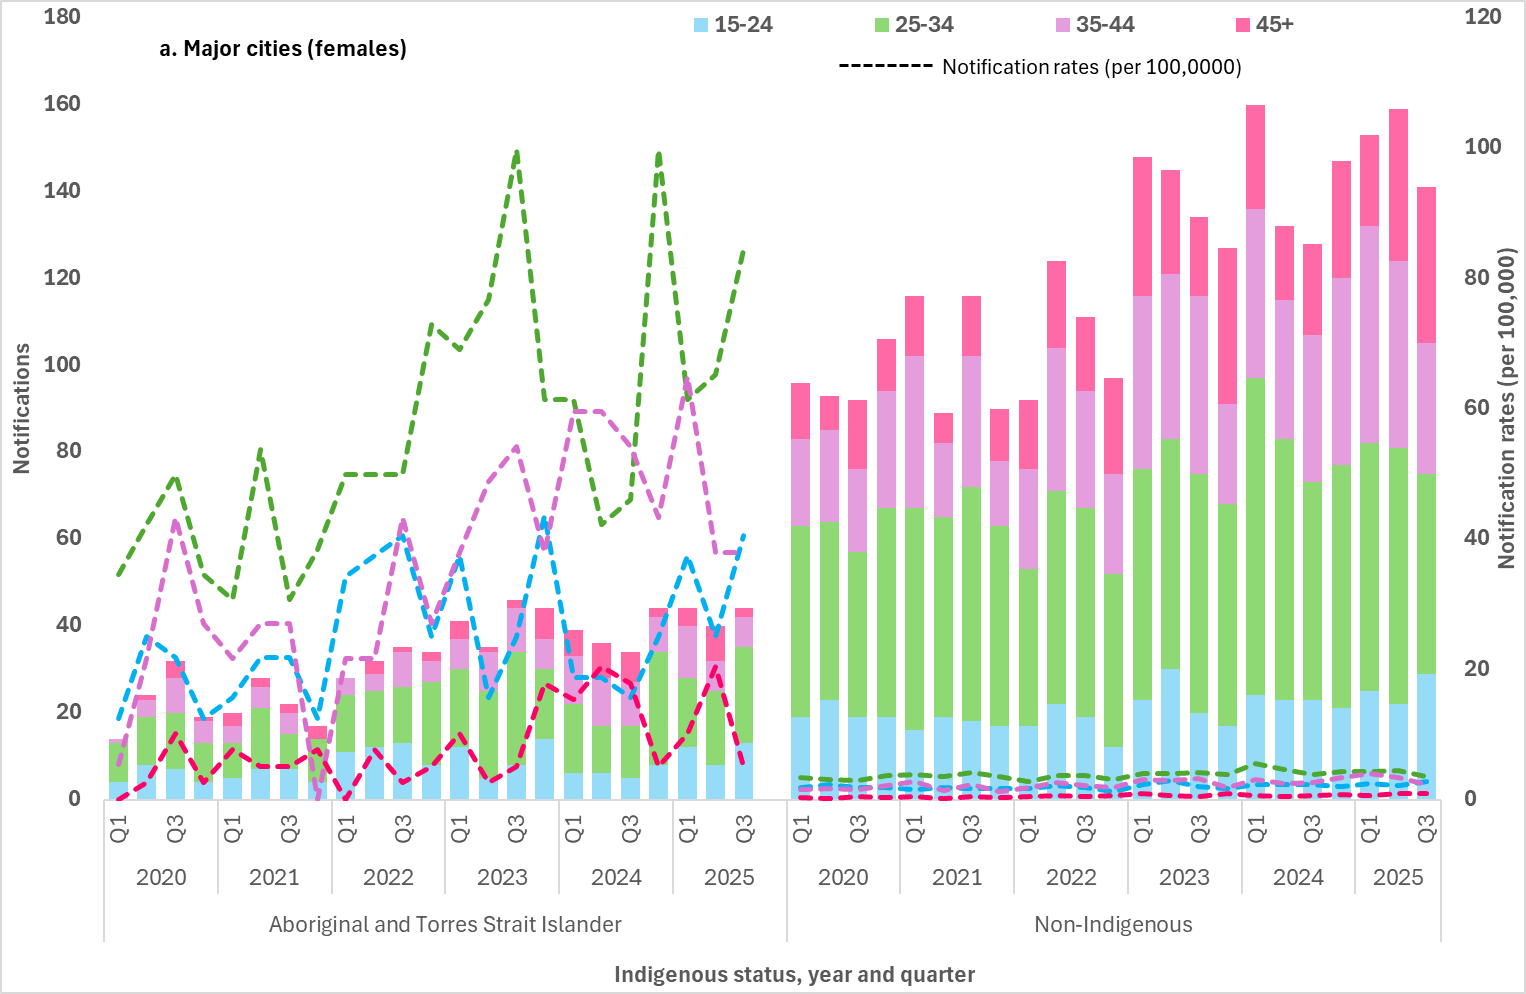 180
160
140
120
100
80
60
40
20
0
Notifications
a. Major cities (females)
15-24
25-34
35-44
45+
Notification rates (per 100,0000)
120
100
80
60
40
20
0
Notification rates (per 100,000)
Q1 Q3 Q1 Q3 Q1 Q3 Q1 Q3 Q1 Q3 Q1 Q3 Q1 Q3 Q1 Q3 Q1 Q3 Q1 Q3 Q1 Q3 Q1 Q3
2020 2021 2022 2023 2024 2025 2020 2021 2022 2023 2024 2025
Aboriginal and Torres Strait Islander Non-Indigenous
Indigenous status, year and quarter